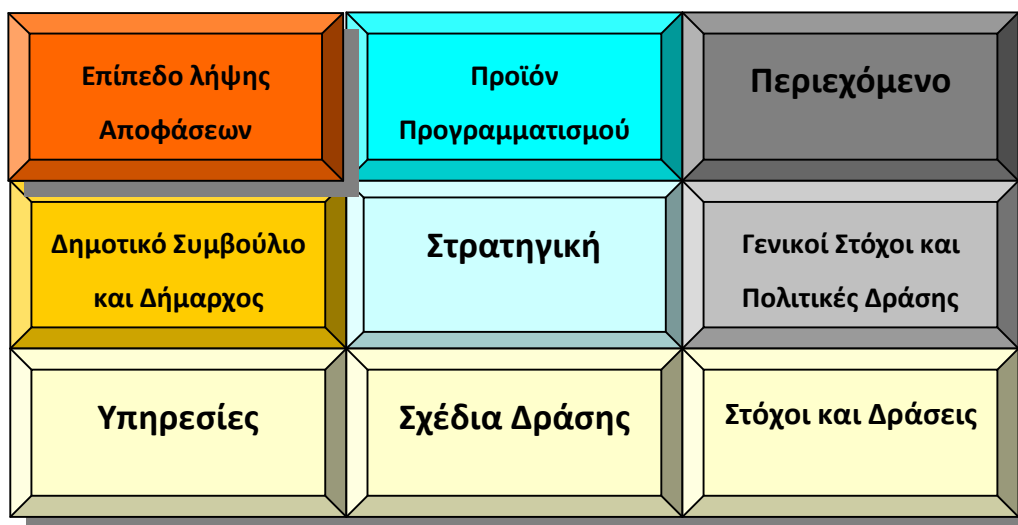 Επίπεδο λήψης
Αποφάσεων
Προϊόν
Προγραμματισμού
Περιεχόμενο
Δημοτικό Συμβούλιο
και Δήμαρχος
Στρατηγική
Γενικοί Στόχοι και
Πολιτικές Δράσης
Υπηρεσίες
Σχέδια Δράσης
Στόχοι και Δράσεις